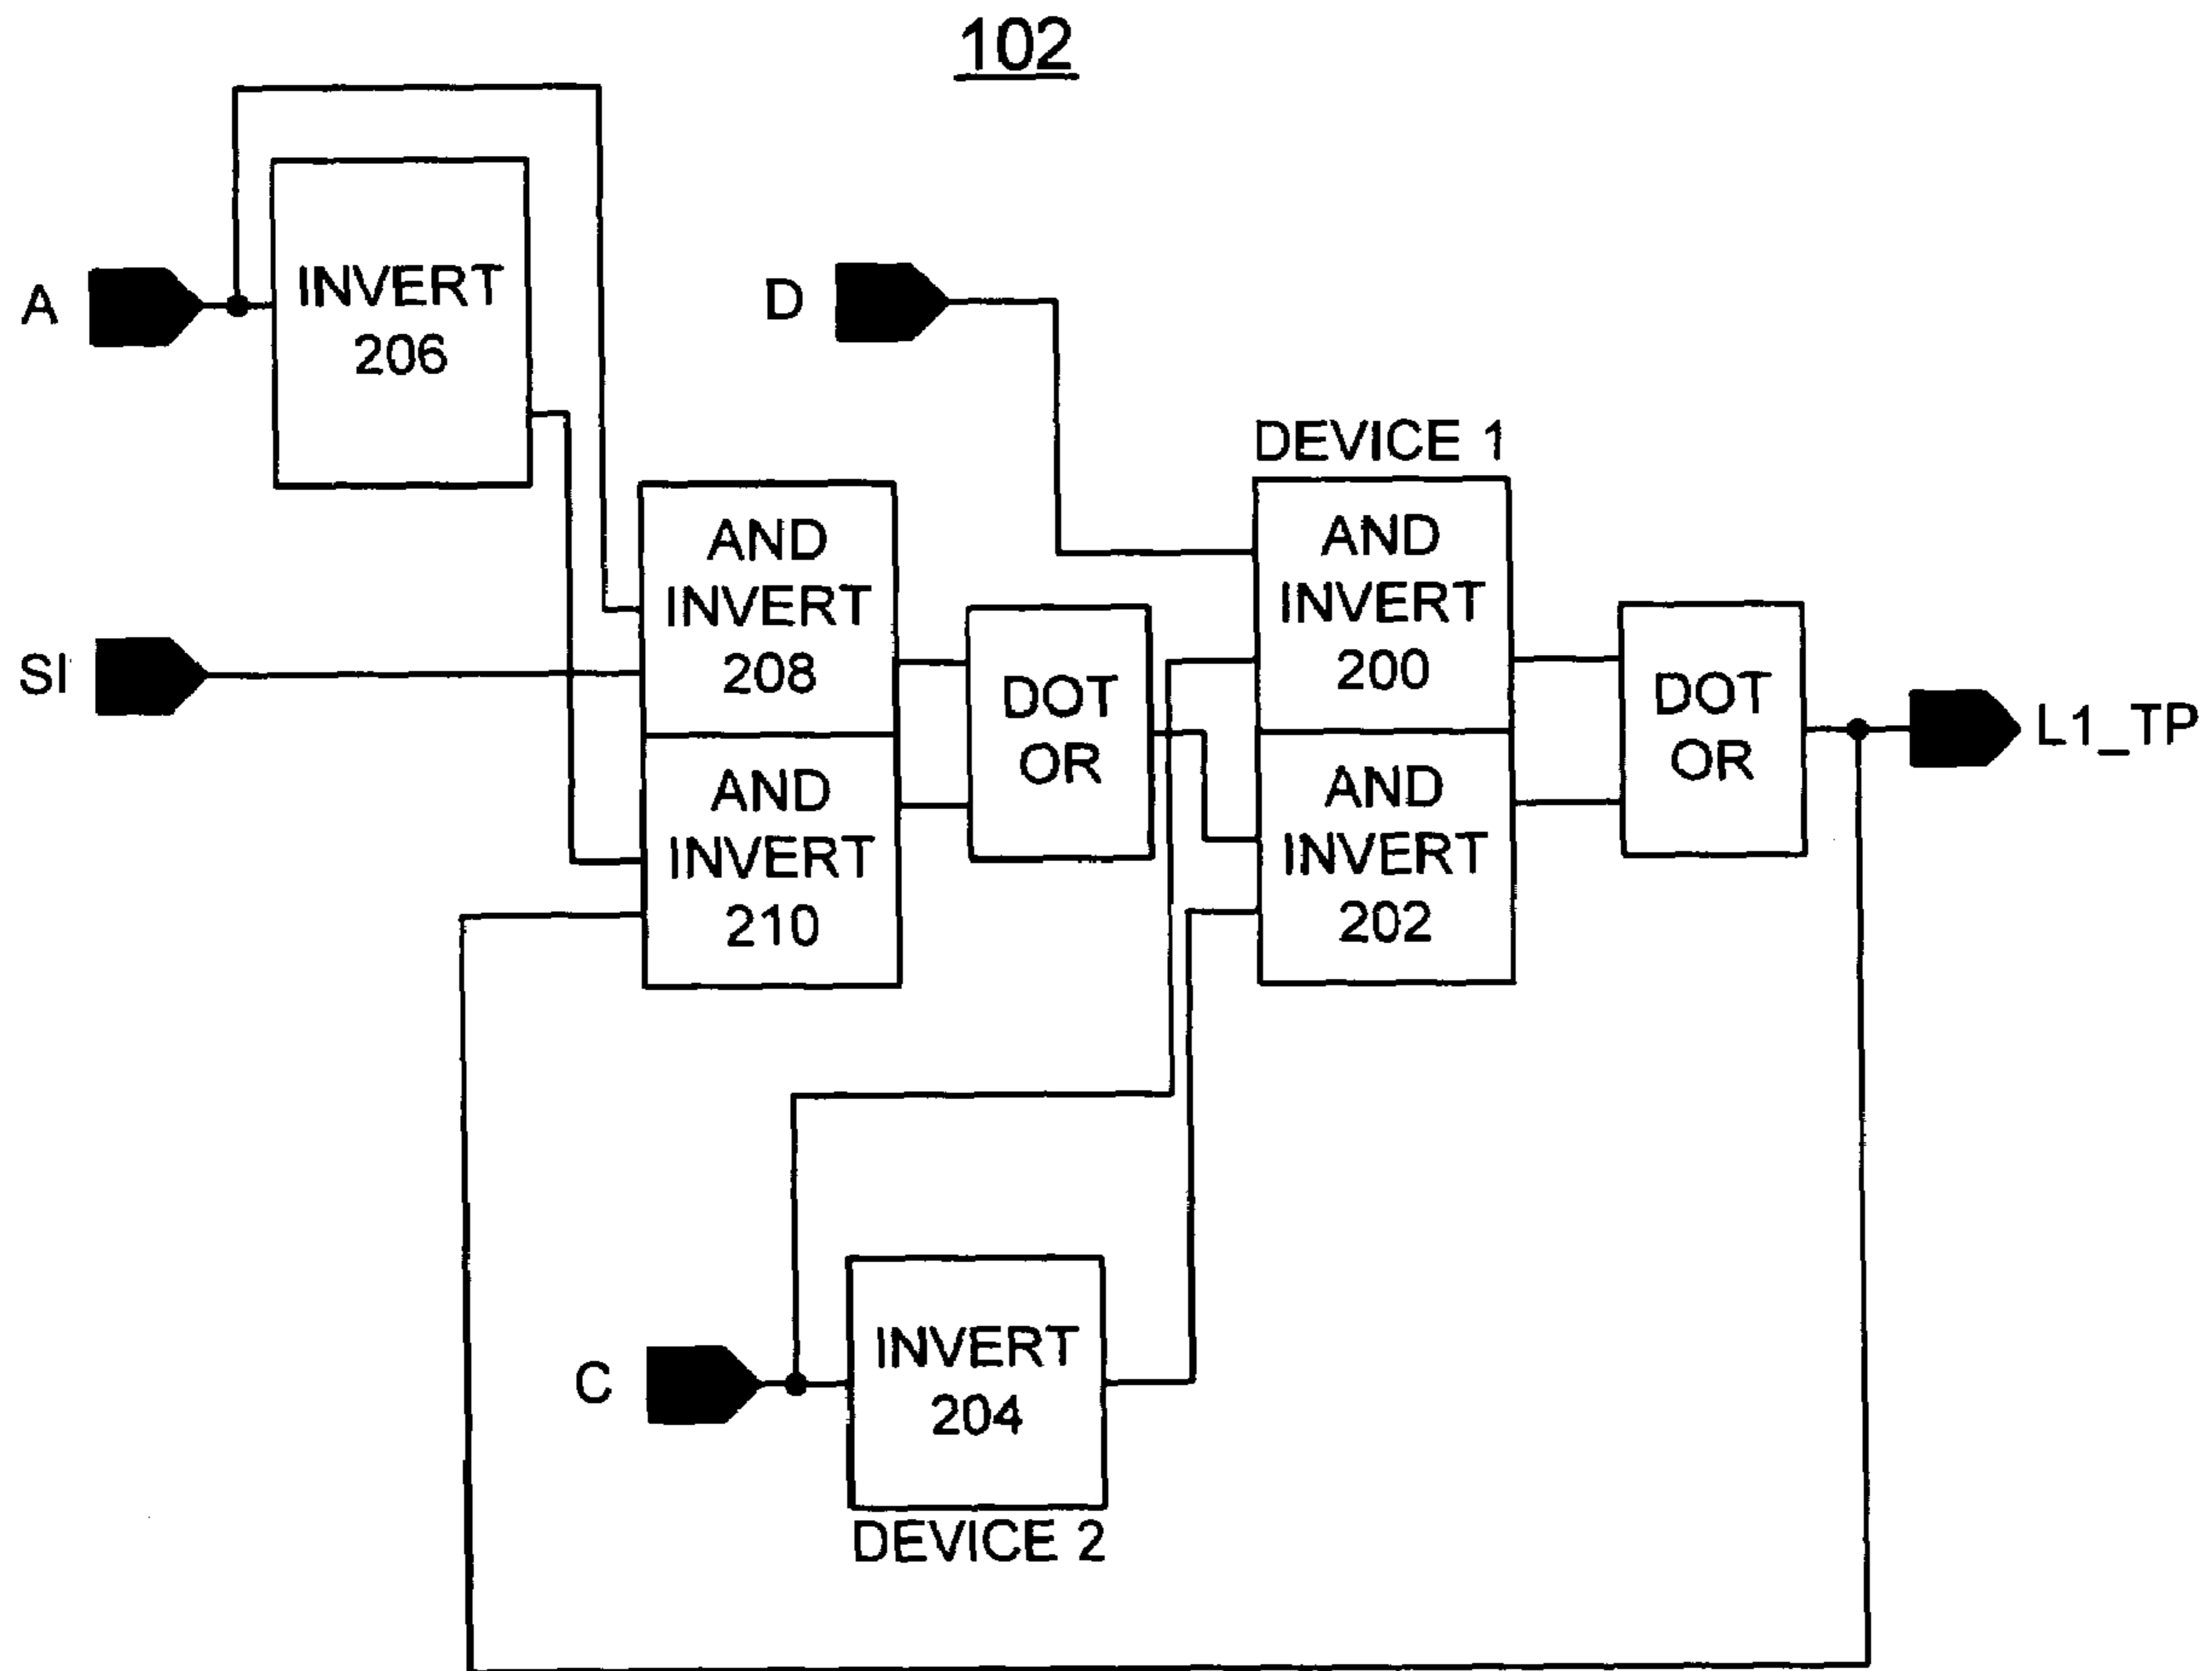 102
A
INVERT
206
D
DEVICE 1
AND
INVERT
208
AND
INVERT
200
SI
DOT
OR
DOT
OR
L1_TP
AND
INVERT
210
AND
INVERT
202
C
INVERT
204
DEVICE 2